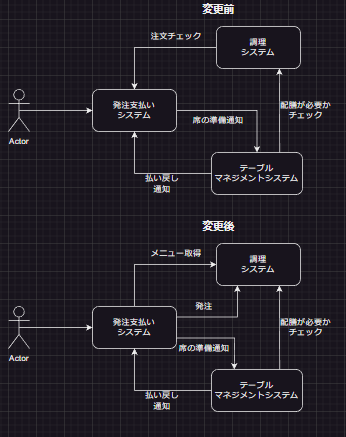 変更前
注文チェック
調理
システム
発注支払い
システム
席の準備通知
配膳が必要か
チェック
Actor
払い戻し
通知
テーブル
マネジメントシステム
変更後
メニュー取得
調理
システム
発注
発注支払い
システム
席の準備通知
配膳が必要か
チェック
Actor
払い戻し
通知
テーブル
マネジメントシステム